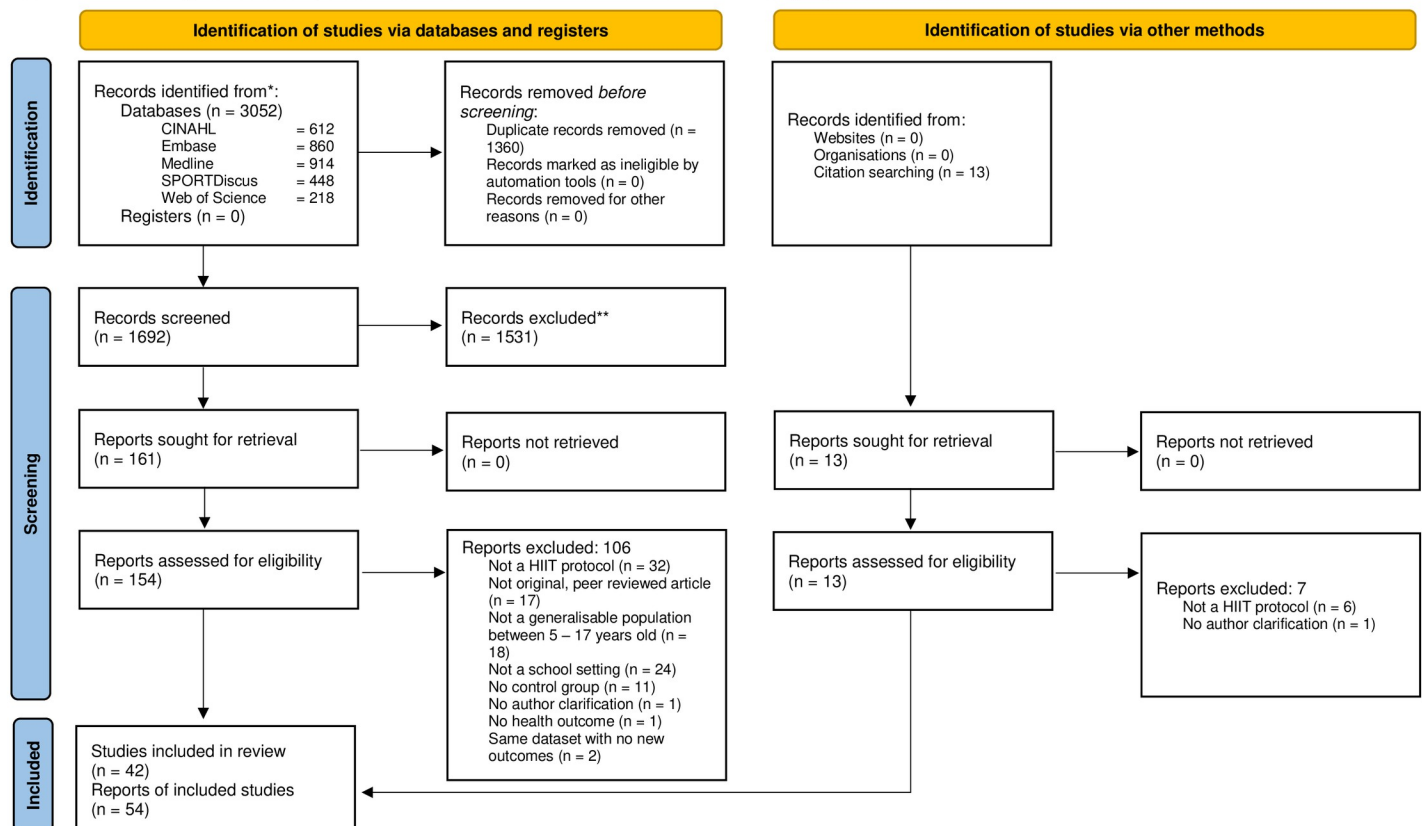 Identification of studies via databases and registers
Identification of studies via other methods
Identification
Records identified from*:
Databases (n = 3052)
CINAHL = 612
Embase = 860
Medline = 914
SPORTDiscus = 448
Web of Science = 218
Registers (n = 0)
Records removed before
screening:
Duplicate records removed (n =
1360)
Records marked as ineligible by
automation tools (n = 0)
Records removed for other
reasons (n = 0)
Records identified from:
Websites (n = 0)
Organisations (n = 0)
Citation searching (n = 13)
Screening
Records screened
(n = 1692)
Records excluded**
(n = 1531)
Reports sought for retrieval
(n = 161)
Reports not retrieved
(n = 0)
Reports sought for retrieval
(n = 13)
Reports not retrieved
(n = 0)
Reports assessed for eligibility
(n = 154)
Reports excluded: 106
Not a HIIT protocol (n = 32)
Not original, peer reviewed article
(n = 17)
Not a generalisable population
between 5 – 17 years old (n =
18)
Not a school setting (n = 24)
No control group (n = 11)
No author clarification (n = 1)
No health outcome (n = 1)
Same dataset with no new
outcomes (n = 2)
Reports assessed for eligibility
(n = 13)
Reports excluded: 7
Not a HIIT protocol (n = 6)
No author clarification (n = 1)
Included
Studies included in review
(n = 42)
Reports of included studies
(n = 54)